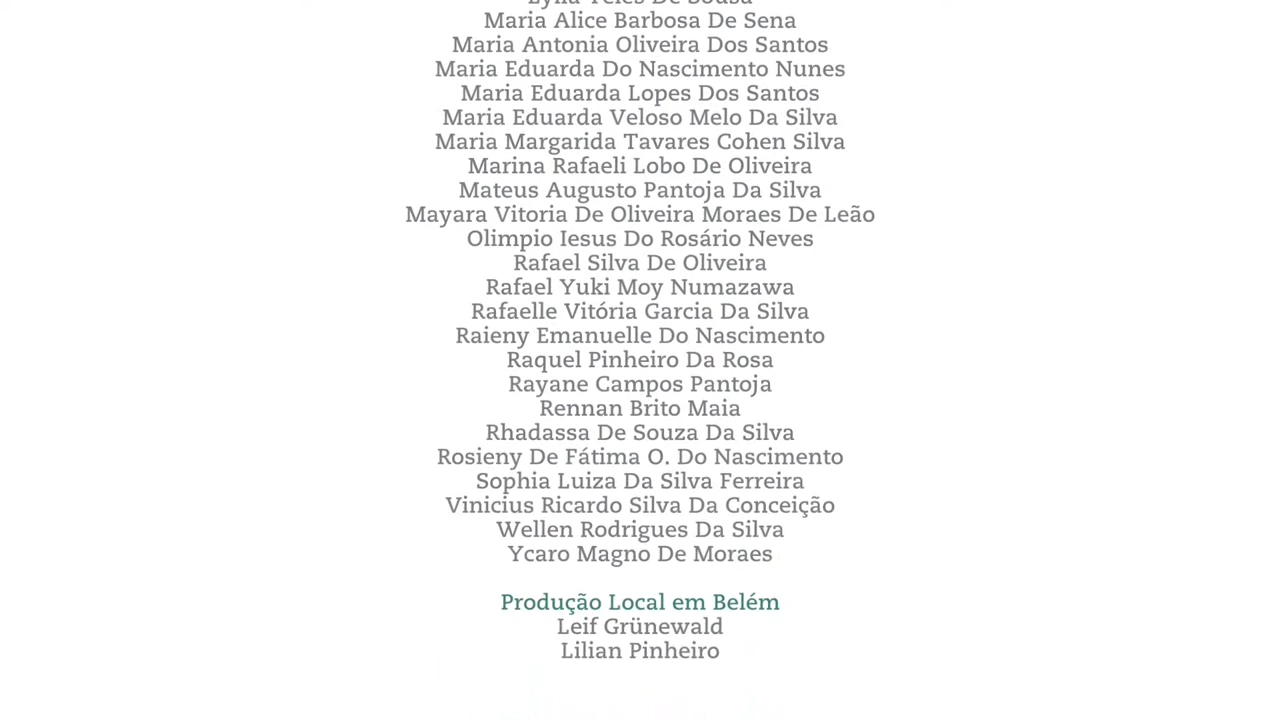 Teles De Sousa
Maria Alice Barbosa De Sena
Maria Antonia Oliveira Dos Santos
Maria Eduarda Do Nascimento Nunes
Maria Eduarda Lopes Dos Santos
Maria Eduarda Veloso Melo Da Silva
Maria Margarida Tavares Cohen Silva
Marina Rafaeli Lobo De Oliveira
Mateus Augusto Pantoja Da Silva
Mayara Vitoria De Oliveira Moraes De Leão
Olimpio Iesus Do Rosário Neves
Rafael Silva De Oliveira
Rafael Yuki Moy Numazawa
Rafaelle Vitória Garcia Da Silva
Raieny Emanuelle Do Nascimento
Raquel Pinheiro Da Rosa
Rayane Campos Pantoja
Rennan Brito Maia
Rhadassa De Souza Da Silva
Rosieny De Fátima O. Do Nascimento
Sophia Luiza Da Silva Ferreira
Vinicius Ricardo Silva Da Conceição
Wellen Rodrigues Da Silva
Ycaro Magno De Moraes
Produção Local em Belém
Leif Grünewald
Lilian Pinheiro